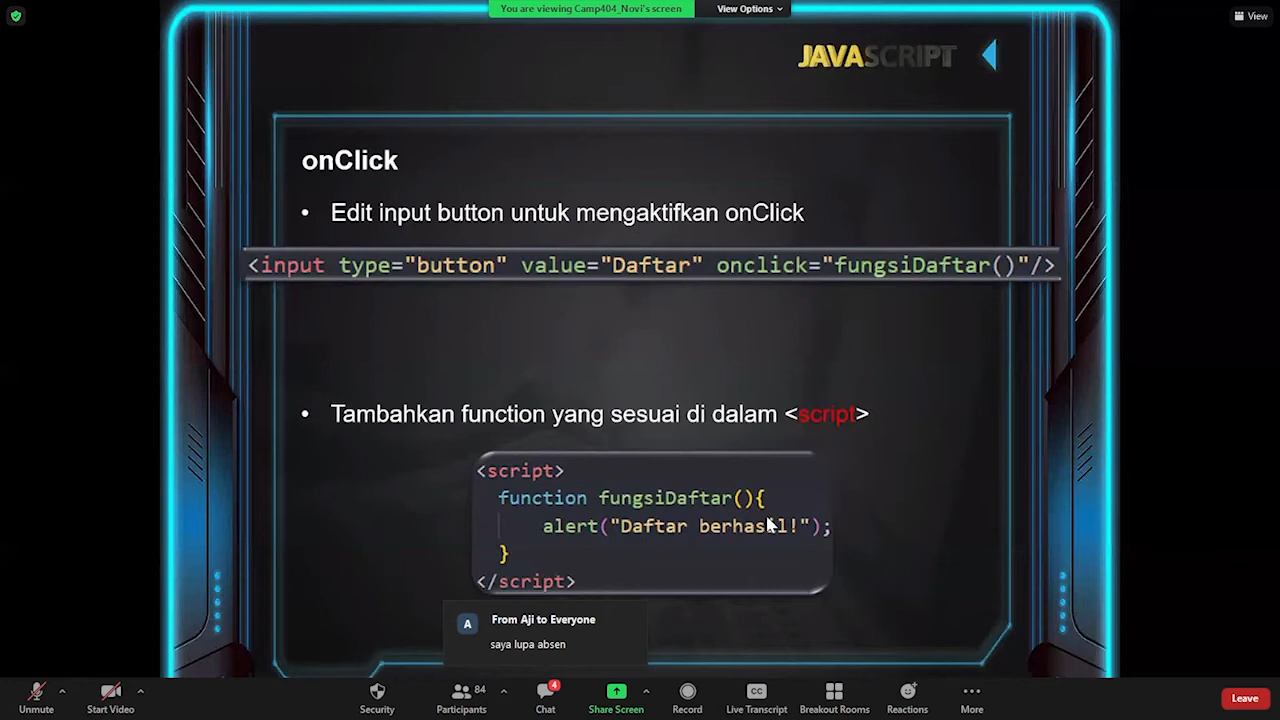 You are viewing Camp404_Novi's screen
View Options
View
JAVASCRIPT
onClick
• Edit input button untuk mengaktifkan onClick
<input type="button" value="Daftar" onclick="fungsiDaftar()"/>
• Tambahkan function yang sesuai di dalam <script>
<script>
function fungsiDaftar(){
alert("Daftar berhasil!");
}
</script>
A
From Aji to Everyone
saya lupa absen
Unmute
Start Video
Security
84
Participants
4
Chat
Share Screen
Record
CC
Live Transcript
Breakout Rooms
Reactions
More
Leave